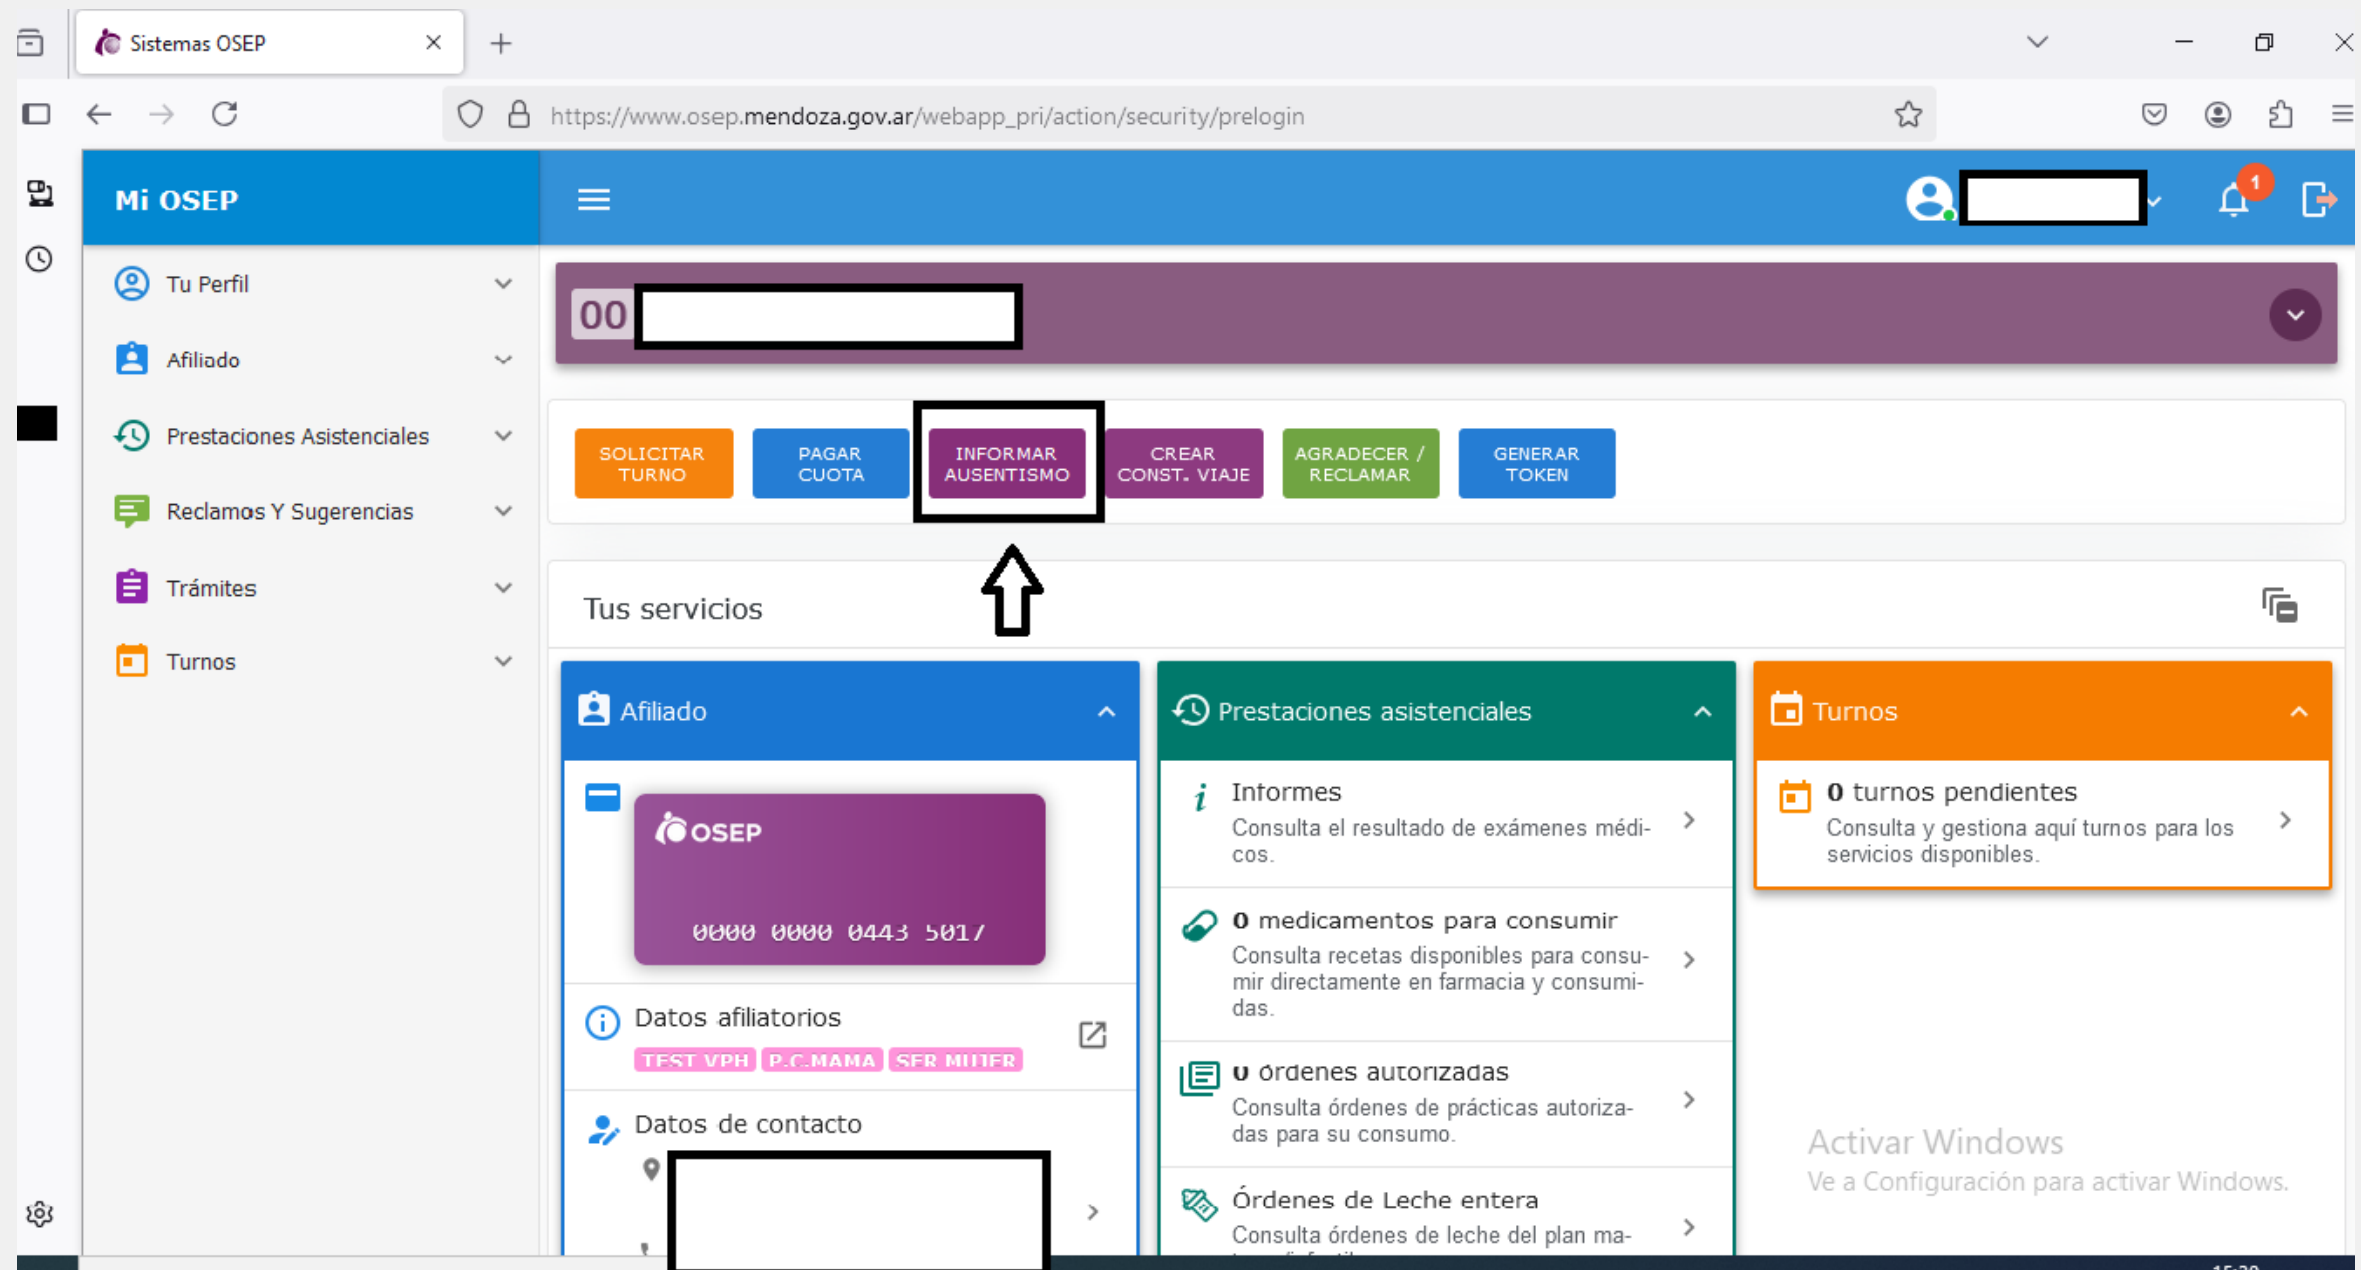 Sistemas OSEP
https://www.osep.mendoza.gov.ar/webapp_pri/action/security/prelogin
Mi OSEP
1
Tu Perfil
Afiliado
Prestaciones Asistenciales
Reclamos Y Sugerencias
Trámites
Turnos
00
SOLICITAR
TURNO
PAGAR
CUOTA
INFORMAR
AUSENTISMO
CREAR
CONST. VIAJE
AGRADECER /
RECLAMAR
GENERAR
TOKEN
Tus servicios
Afiliado
OSEP
0000 0000 0443 5017
Datos afiliatorios
TEST VPH P.C.MAMA SER MUJER
Datos de contacto
Prestaciones asistenciales
Informes
Consulta el resultado de exámenes médi-
cos.
0 medicamentos para consumir
Consulta recetas disponibles para consu-
mir directamente en farmacia y consumi-
das.
0 órdenes autorizadas
Consulta órdenes de prácticas autoriza-
das para su consumo.
Órdenes de Leche entera
Consulta órdenes de leche del plan ma-
Turnos
0 turnos pendientes
Consulta y gestiona aquí turnos para los
servicios disponibles.
Activar Windows
Ve a Configuración para activar Windows.